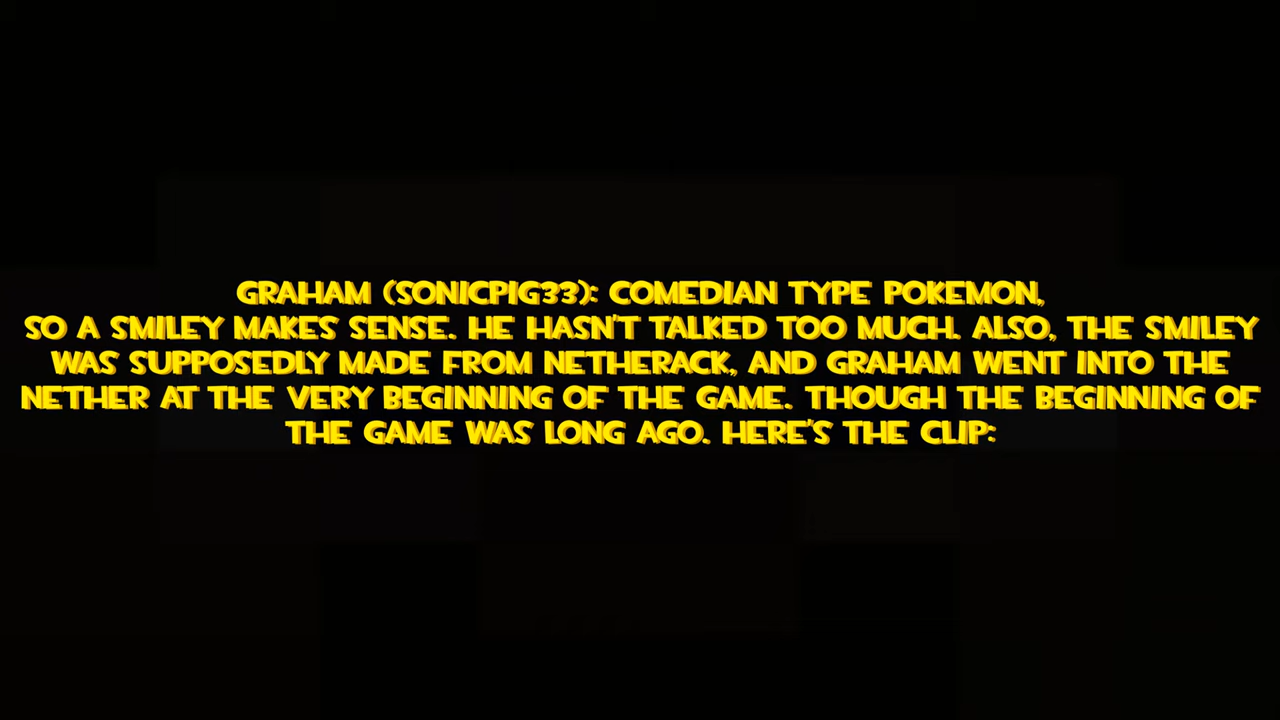 GRAHAM (SONICPIG33): COMEDIAN TYPE POKEMON,
SO A SMILEY MAKES SENSE. HE HASN'T TALKED TOO MUCH. ALSO, THE SMILEY
WAS SUPPOSEDLY MADE FROM NETHERACK, AND GRAHAM WENT INTO THE
NETHER AT THE VERY BEGINNING OF THE GAME. THOUGH THE BEGINNING OF
THE GAME WAS LONG AGO. HERE'S THE CLIP: